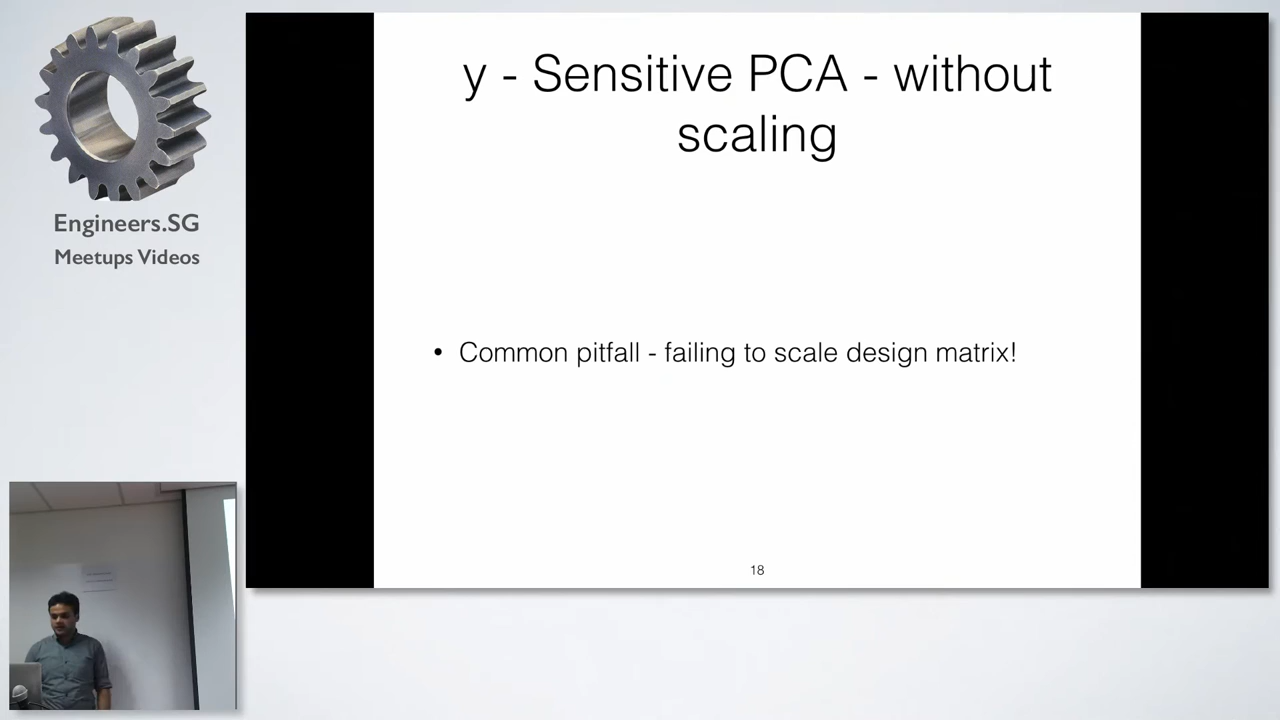 Engineers.SG
Meetups Videos
y - Sensitive PCA - without
scaling
• Common pitfall - failing to scale design matrix!
18